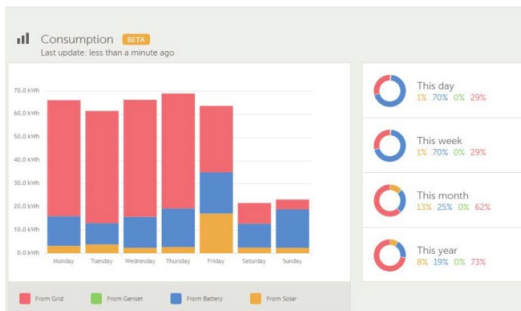 Consumption BETA
Last update: less than a minute ago
70.0 kWh
60.0 kWh
50.0 kWh
40.0 kWh
30.0 kWh
20.0 kWh
10.0 kWh
0.0 kWh
Monday Tuesday Wednesday Thursday Friday Saturday Sunday
From Grid From Genset From Battery From Solar
This day
1% 70% 0% 29%
This week
1% 70% 0% 29%
This month
13% 25% 0% 62%
This year
8% 19% 0% 73%